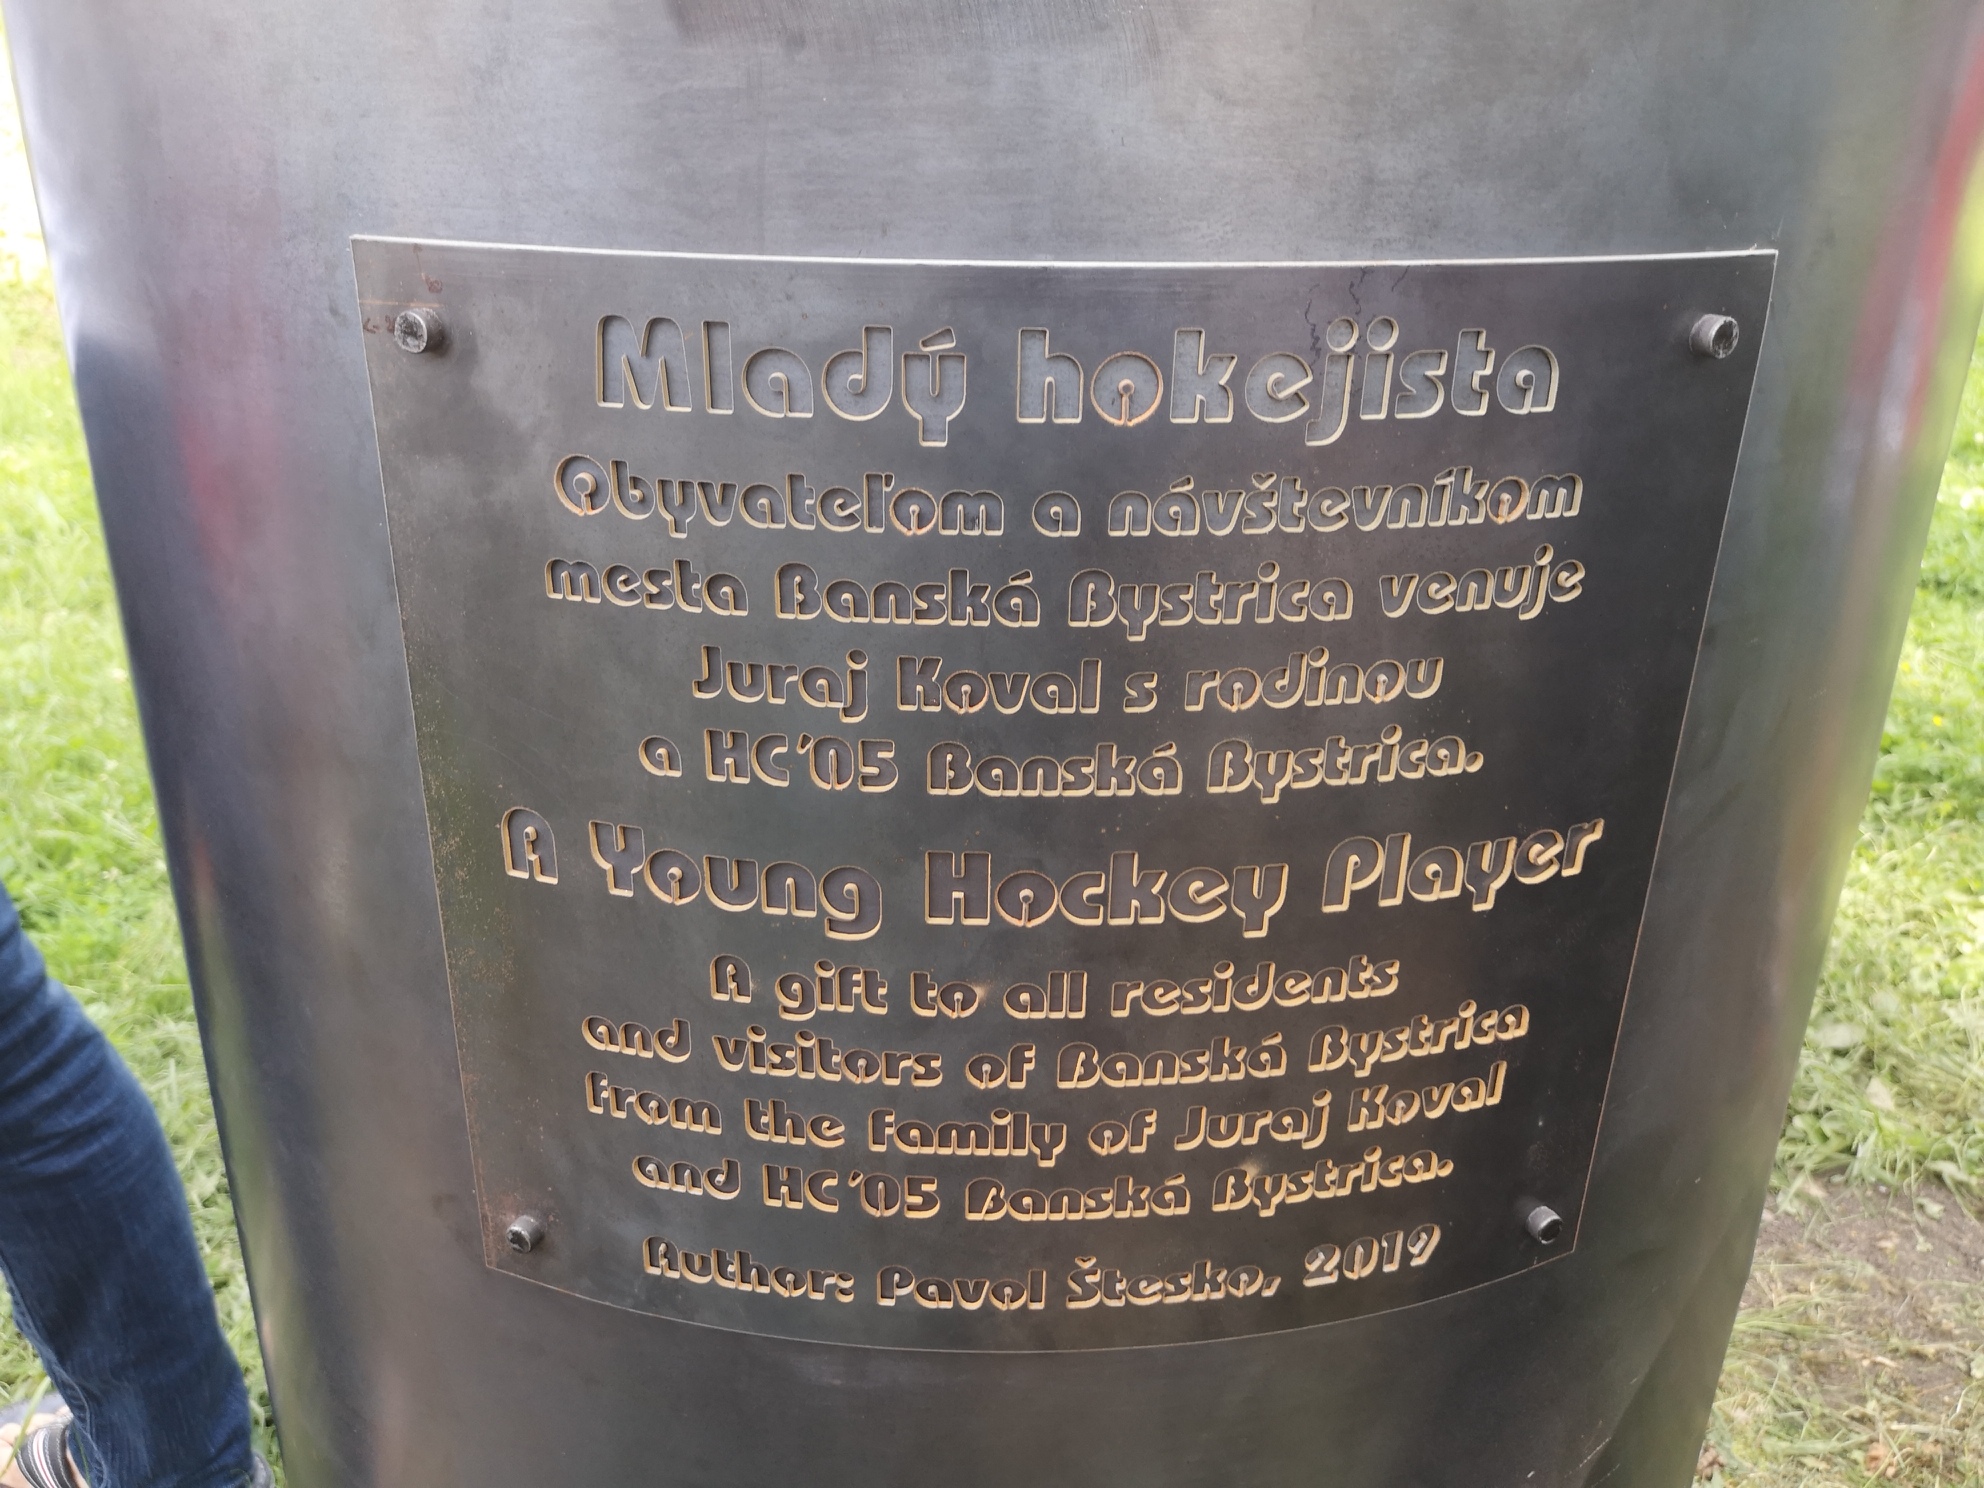 Mladý hokejista
Obyvateľom a návštevníkom
mesta Banská Bystrica venuje
Juraj Koval s rodinou
a HC'05 Banská Bystrica.
A Young Hockey Player
A gift to all residents
and visitors of Banská Bystrica
from the family of Juraj Koval
and HC'05 Banská Bystrica.
Author: Pavol Štesko, 2019